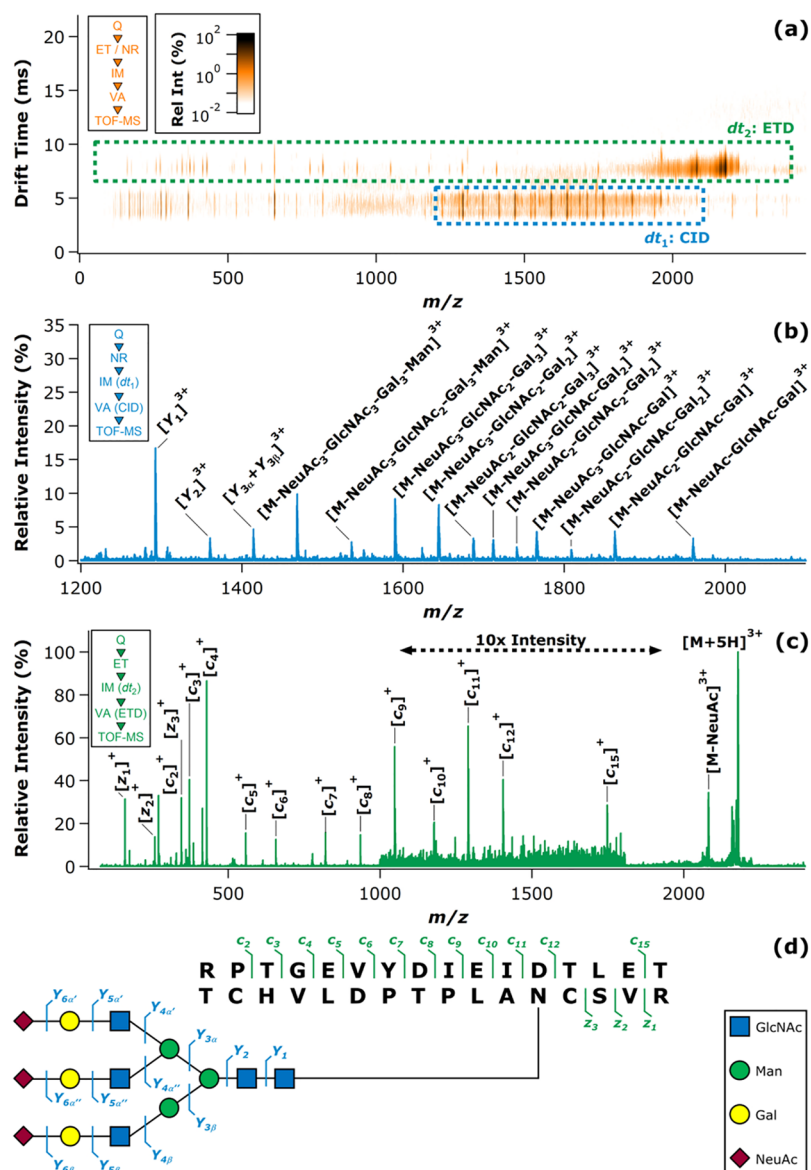 (a)
Q
ET / NR
IM
VA
TOF-MS
Rel Int (%)
10²
10⁰
10⁻²
Drift Time (ms)
20
15
10
5
0
dt₂: ETD
dt₁: CID
0 500 1000 1500 2000
m/z
(b)
Q
NR
IM (dt₁)
VA (CID)
TOF-MS
Relative Intensity (%)
35
30
25
20
15
10
5
0
[Y₁]³⁺
[Y₂]³⁺
[Y₃α+Y₃β]³⁺
[M-NeuAc₃-GlcNAc₃-Gal₃-Man]³⁺
[M-NeuAc₃-GlcNAc₂-Gal₃-Man]³⁺
[M-NeuAc₃-GlcNAc₂-Gal₃]³⁺
[M-NeuAc₃-GlcNAc₂-Gal₂]³⁺
[M-NeuAc₂-GlcNAc₂-Gal₃]³⁺
[M-NeuAc₃-GlcNAc-Gal₂]³⁺
[M-NeuAc₂-GlcNAc₂-Gal₂]³⁺
[M-NeuAc₃-GlcNAc-Gal]³⁺
[M-NeuAc₂-GlcNAc-Gal₂]³⁺
[M-NeuAc₂-GlcNAc-Gal]³⁺
[M-NeuAc-GlcNAc-Gal]³⁺
1200 1400 1600 1800 2000
m/z
(c)
Q
ET
IM (dt₂)
VA (ETD)
TOF-MS
Relative Intensity (%)
100
80
60
40
20
0
10x Intensity
[z₁]⁺
[z₂]⁺
[c₂]⁺
[z₃]⁺
[c₃]⁺
[c₄]⁺
[c₅]⁺
[c₆]⁺
[c₇]⁺
[c₈]⁺
[c₉]⁺
[c₁₀]⁺
[c₁₁]⁺
[c₁₂]⁺
[c₁₅]⁺
[M-NeuAc]³⁺
[M+5H]³⁺
500 1000 1500 2000
m/z
(d)
c₂ c₃ c₄ c₅ c₆ c₇ c₈ c₉ c₁₀ c₁₁ c₁₂ c₁₅
R P T G E V Y D I E I D T L E T
T C H V L D P T P L A N C S V R
z₃ z₂ z₁
Y₆α' Y₅α' Y₄α'
Y₃α Y₂ Y₁
Y₆α'' Y₅α'' Y₄α''
Y₃β
Y₆β Y₅β Y₄β
GlcNAc
Man
Gal
NeuAc